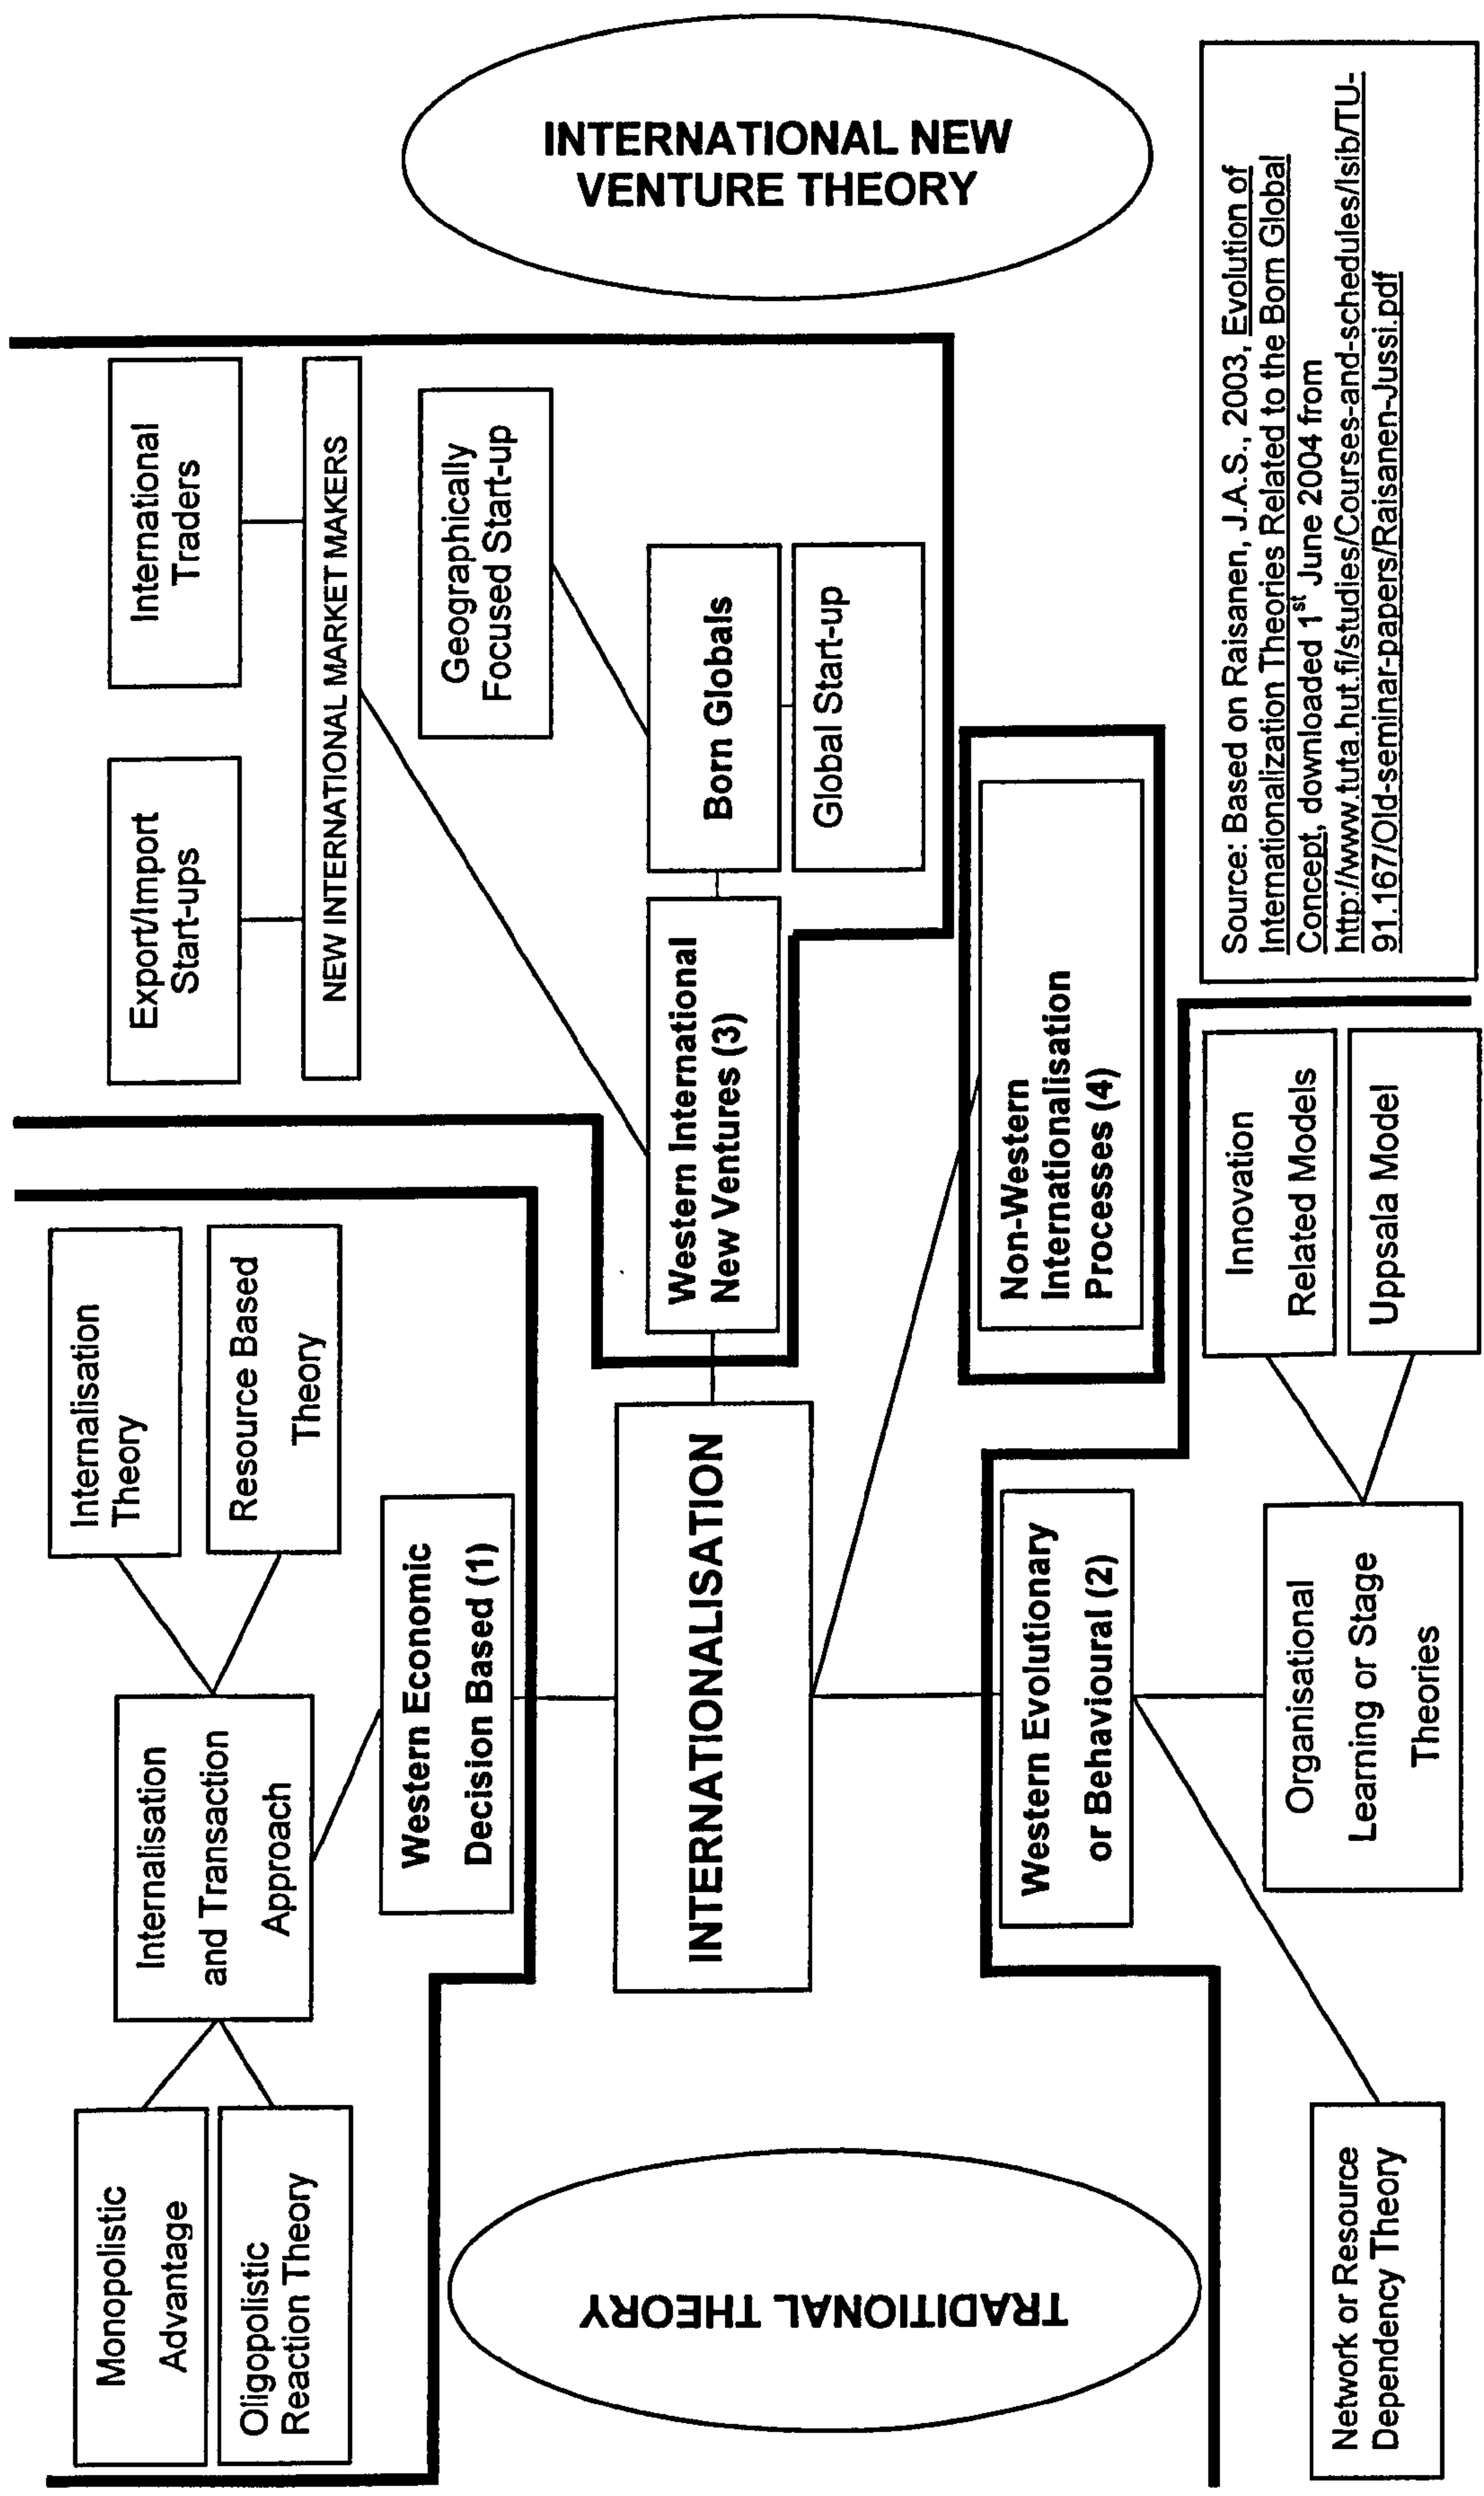 Monopolistic
Advantage
Oligopolistic
Reaction Theory
Internalisation
and Transaction
Approach
Internalisation
Theory
Resource Based
Theory
Western Economic
Decision Based (1)
Export/Import
Start-ups
International
Traders
NEW INTERNATIONAL MARKET MAKERS
Geographically
Focused Start-up
TRADITIONAL THEORY
INTERNATIONALISATION
Western International
New Ventures (3)
Born Globals
Global Start-up
INTERNATIONAL NEW
VENTURE THEORY
Non-Western
Internationalisation
Processes (4)
Western Evolutionary
or Behavioural (2)
Network or Resource
Dependency Theory
Organisational
Learning or Stage
Theories
Innovation
Related Models
Uppsala Model
Source: Based on Raisanen, J.A.S., 2003, Evolution of
Internationalization Theories Related to the Born Global
Concept, downloaded 1st June 2004 from
http://www.tuta.hut.fi/studies/Courses-and-schedules/Isib/TU-
91.167/Old-seminar-papers/Raisanen-Jussi.pdf